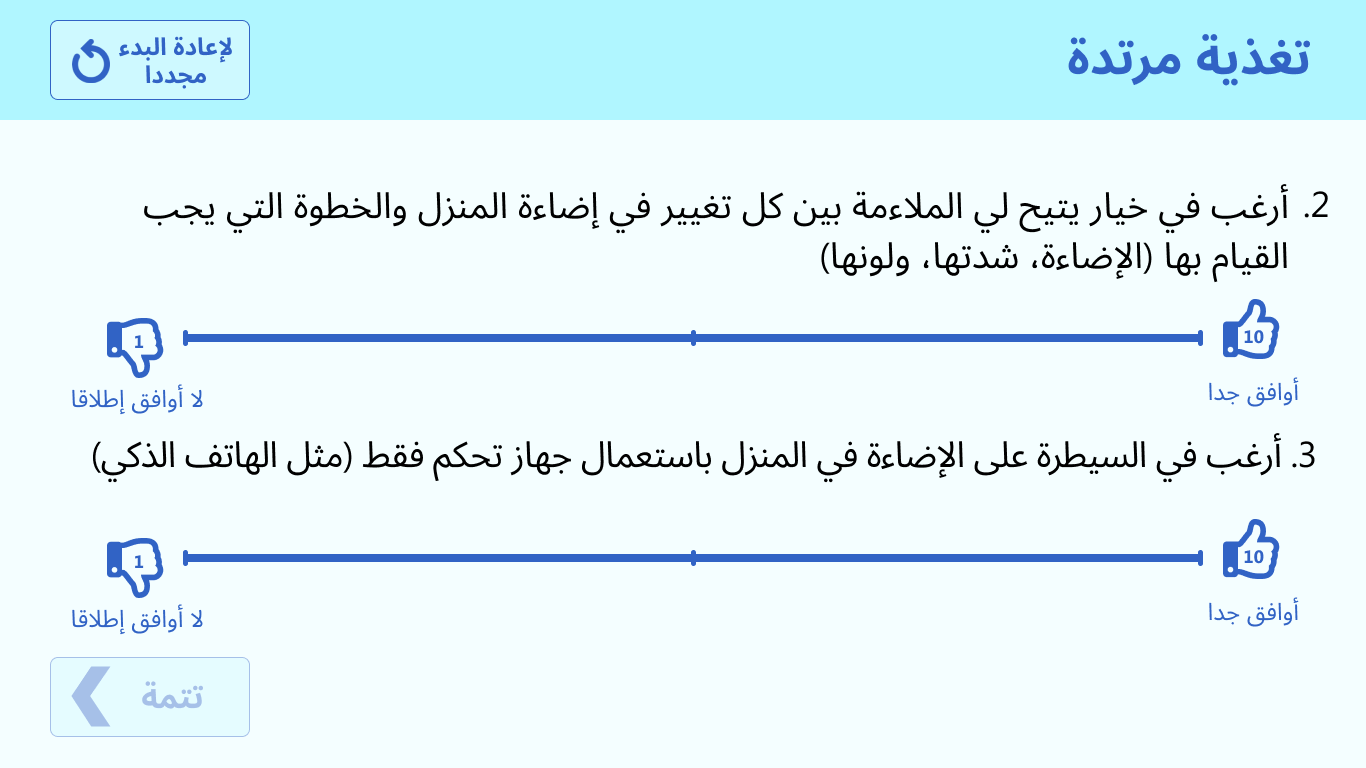 تغذية مرتدة
لإعادة البدء
مجددا
2. أرغب في خيار يتيح لي الملاءمة بين كل تغيير في إضاءة المنزل والخطوة التي يجب
القيام بها (الإضاءة، شدتها، ولونها)
10
1
أوافق جدا
لا أوافق إطلاقا
3. أرغب في السيطرة على الإضاءة في المنزل باستعمال جهاز تحكم فقط (مثل الهاتف الذكي)
10
1
أوافق جدا
لا أوافق إطلاقا
تتمة